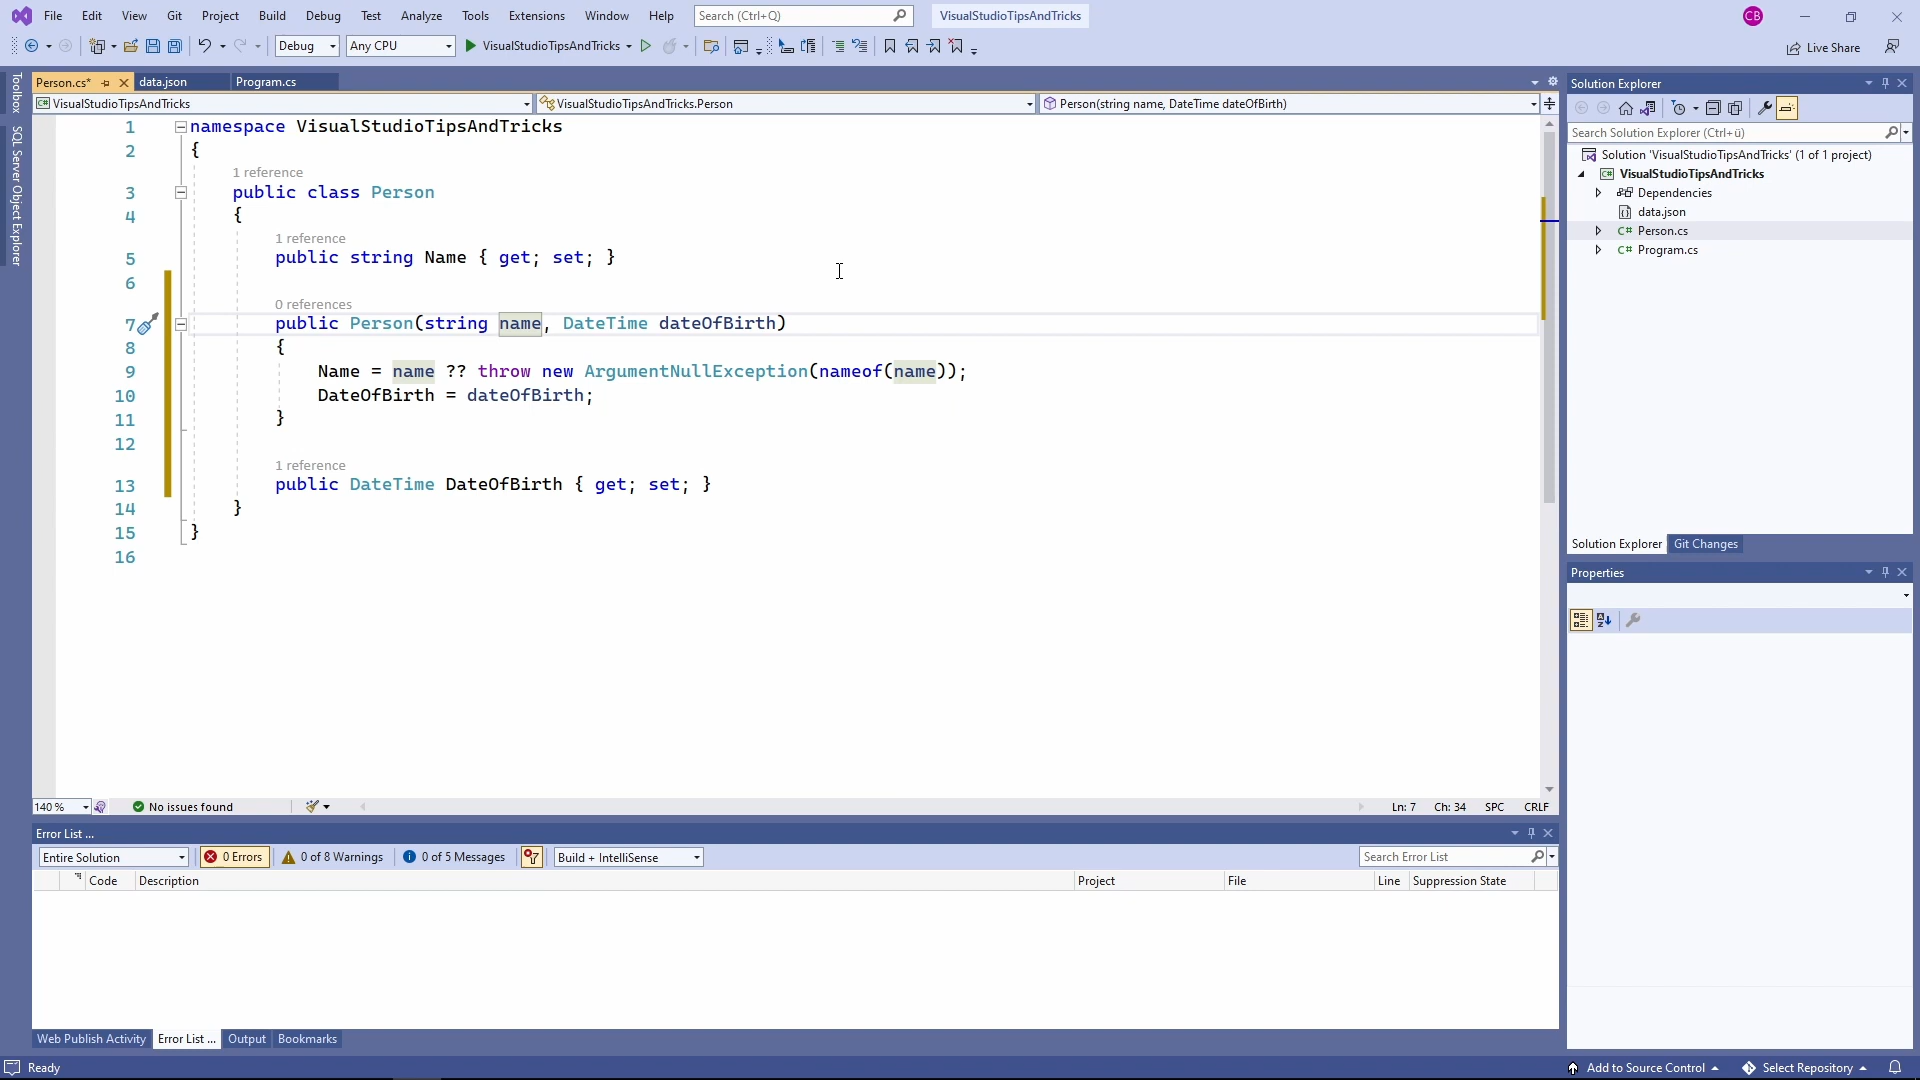 File Edit View Git Project Build Debug Test Analyze Tools Extensions Window Help Search (Ctrl+Q) VisualStudioTipsAndTricks CB
Debug Any CPU VisualStudioTipsAndTricks Live Share
Person.cs* data.json Program.cs
VisualStudioTipsAndTricks VisualStudioTipsAndTricks.Person Person(string name, DateTime dateOfBirth)
Toolbox
SQL Server Object Explorer
1 namespace VisualStudioTipsAndTricks
2 {
1 reference
3 public class Person
4 {
1 reference
5 public string Name { get; set; }
6
0 references
7 public Person(string name, DateTime dateOfBirth)
8 {
9 Name = name ?? throw new ArgumentNullException(nameof(name));
10 DateOfBirth = dateOfBirth;
11 }
12
1 reference
13 public DateTime DateOfBirth { get; set; }
14 }
15 }
16
140 % No issues found Ln: 7 Ch: 34 SPC CRLF
Solution Explorer
Search Solution Explorer (Ctrl+ü)
Solution 'VisualStudioTipsAndTricks' (1 of 1 project)
C# VisualStudioTipsAndTricks
Dependencies
data.json
C# Person.cs
C# Program.cs
Solution Explorer Git Changes
Properties
Error List ...
Entire Solution 0 Errors 0 of 8 Warnings 0 of 5 Messages Build + IntelliSense Search Error List
Code Description Project File Line Suppression State
Web Publish Activity Error List ... Output Bookmarks
Ready Add to Source Control Select Repository